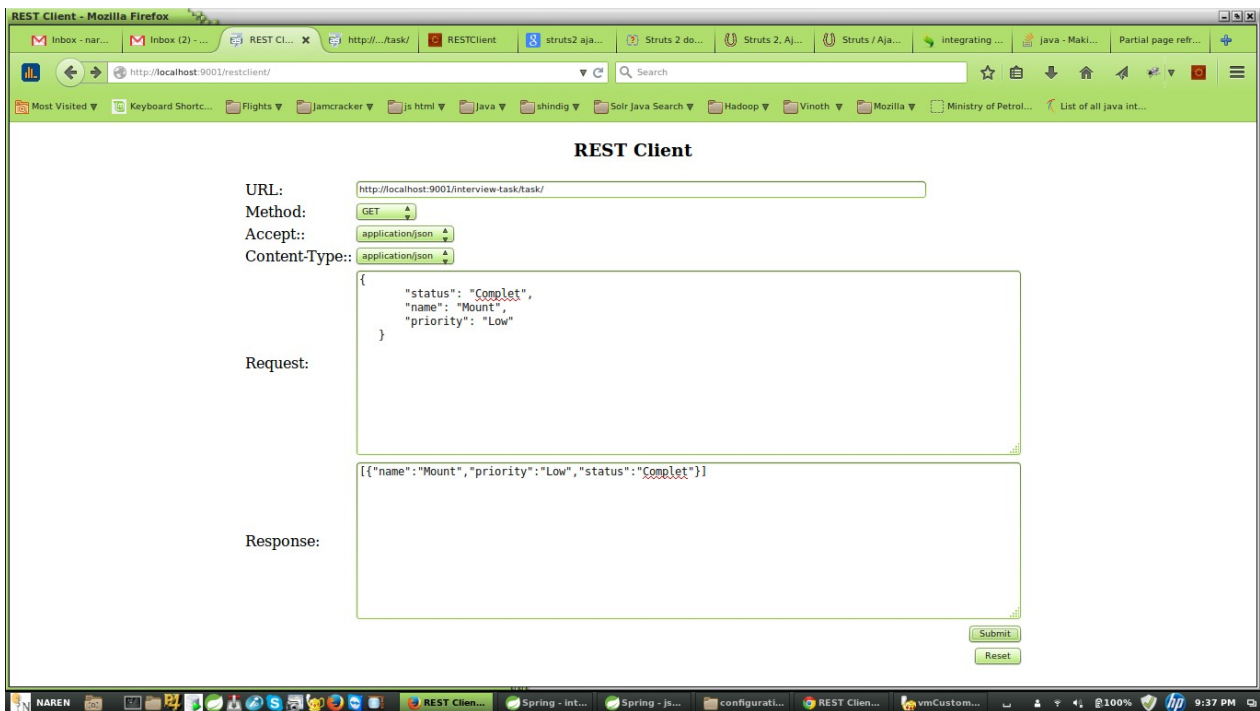 REST Client - Mozilla Firefox
Inbox - nar...
Inbox (2) - ...
REST Cl...
http://.../task/
RESTClient
struts2 aja...
Struts 2 do...
Struts 2, Aj...
Struts / Aja...
integrating ...
java - Maki...
Partial page refr...
http://localhost:9001/restclient/
Search
Most Visited
Keyboard Shortc...
Flights
Jamcracker
js html
Java
shindig
Solr Java Search
Hadoop
Vinoth
Mozilla
Ministry of Petrol...
List of all java int...
REST Client
URL:
http://localhost:9001/interview-task/task/
Method:
GET
Accept::
application/json
Content-Type::
application/json
Request:
{
"status": "Complet",
"name": "Mount",
"priority": "Low"
}
Response:
[{"name":"Mount","priority":"Low","status":"Complet"}]
Submit
Reset
NAREN
REST Clien...
Spring - int...
Spring - js...
configurati...
REST Clien...
vmCustom...
100%
9:37 PM